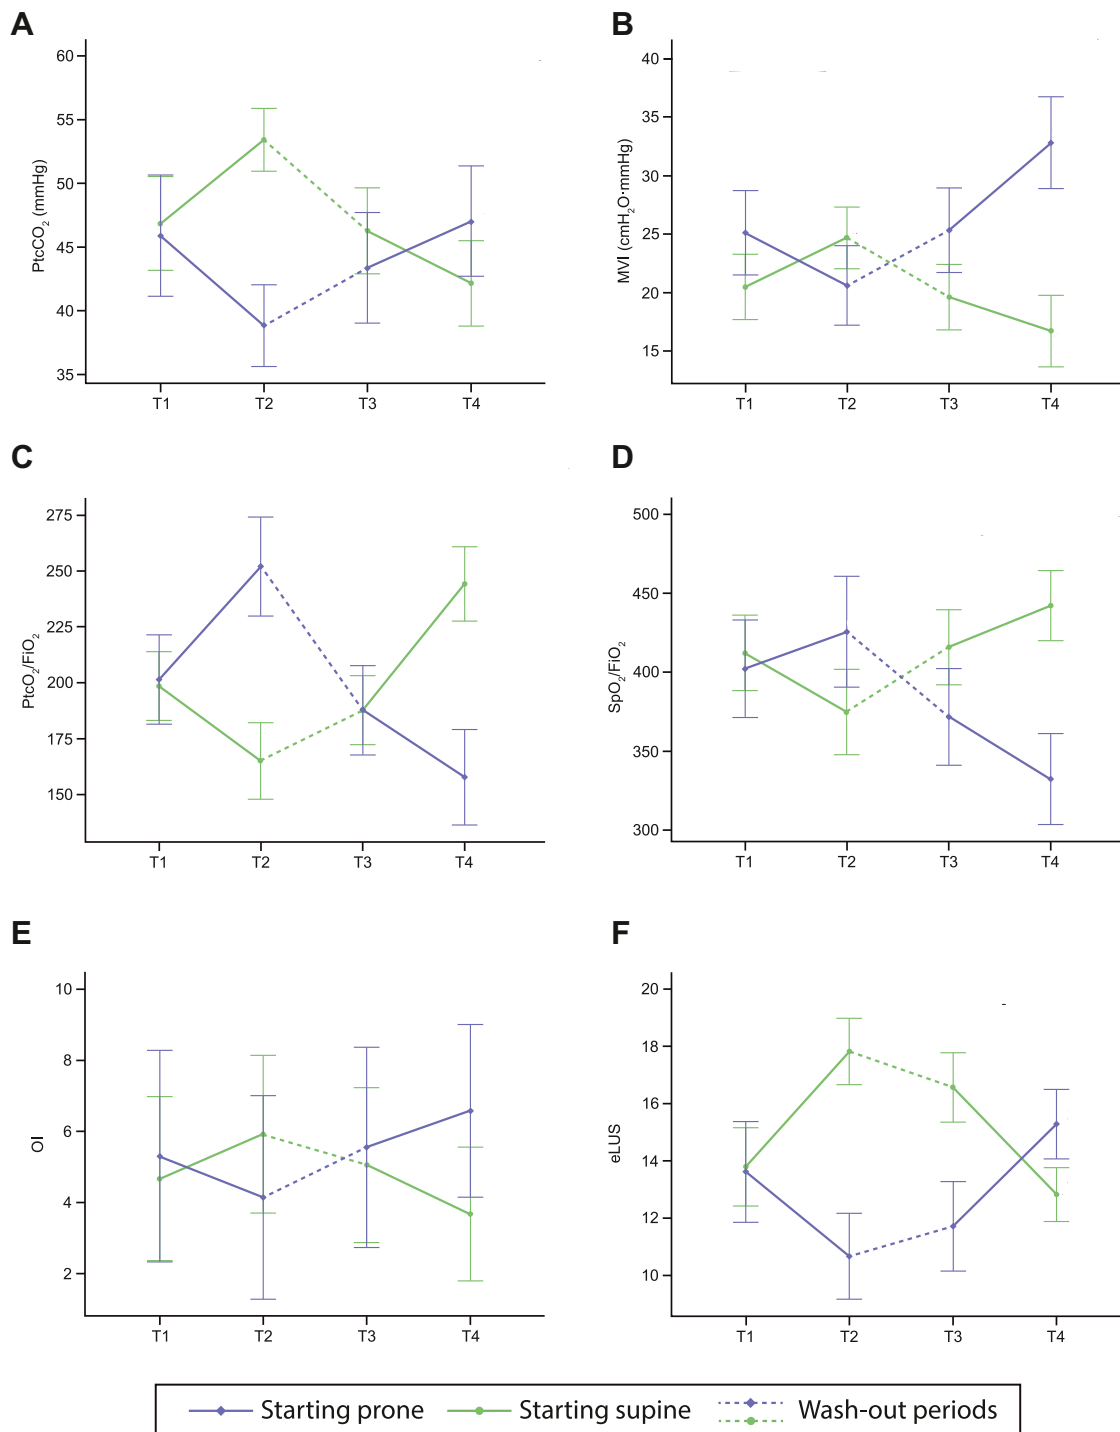 A
60
55
50
45
40
35
PtcCO₂ (mmHg)
T1 T2 T3 T4
B
40
35
30
25
20
15
MVI (cmH₂O·mmHg)
T1 T2 T3 T4
C
275
250
225
200
175
150
PtcO₂/FiO₂
T1 T2 T3 T4
D
500
450
400
350
300
SpO₂/FiO₂
T1 T2 T3 T4
E
10
8
6
4
2
OI
T1 T2 T3 T4
F
20
18
16
14
12
10
eLUS
T1 T2 T3 T4
Starting prone Starting supine Wash-out periods